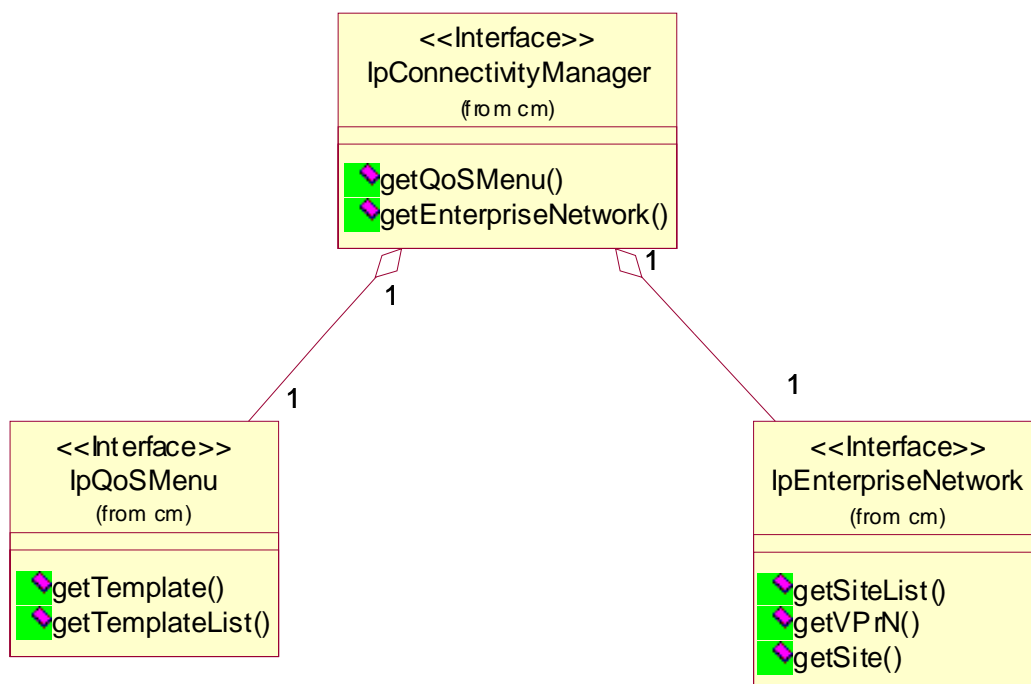 <<Interface>>
IpConnectivityManager
(from cm)
getQoSMenu()
getEnterpriseNetwork()
1
1
1
1
<<Interface>>
IpQoSMenu
(from cm)
getTemplate()
getTemplateList()
<<Interface>>
IpEnterpriseNetwork
(from cm)
getSiteList()
getVPrN()
getSite()